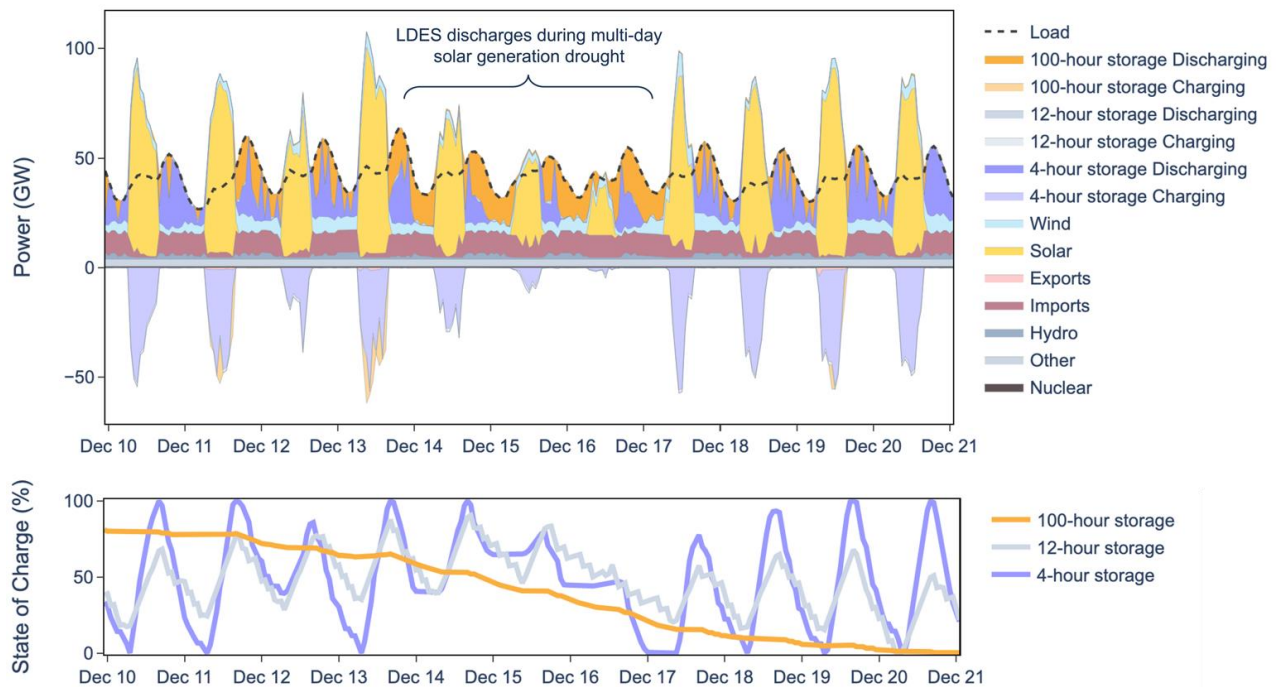 LDES discharges during multi-day
solar generation drought
Power (GW)
100
50
0
−50
Dec 10 Dec 11 Dec 12 Dec 13 Dec 14 Dec 15 Dec 16 Dec 17 Dec 18 Dec 19 Dec 20 Dec 21
Load
100-hour storage Discharging
100-hour storage Charging
12-hour storage Discharging
12-hour storage Charging
4-hour storage Discharging
4-hour storage Charging
Wind
Solar
Exports
Imports
Hydro
Other
Nuclear
State of Charge (%)
100
50
0
Dec 10 Dec 11 Dec 12 Dec 13 Dec 14 Dec 15 Dec 16 Dec 17 Dec 18 Dec 19 Dec 20 Dec 21
100-hour storage
12-hour storage
4-hour storage